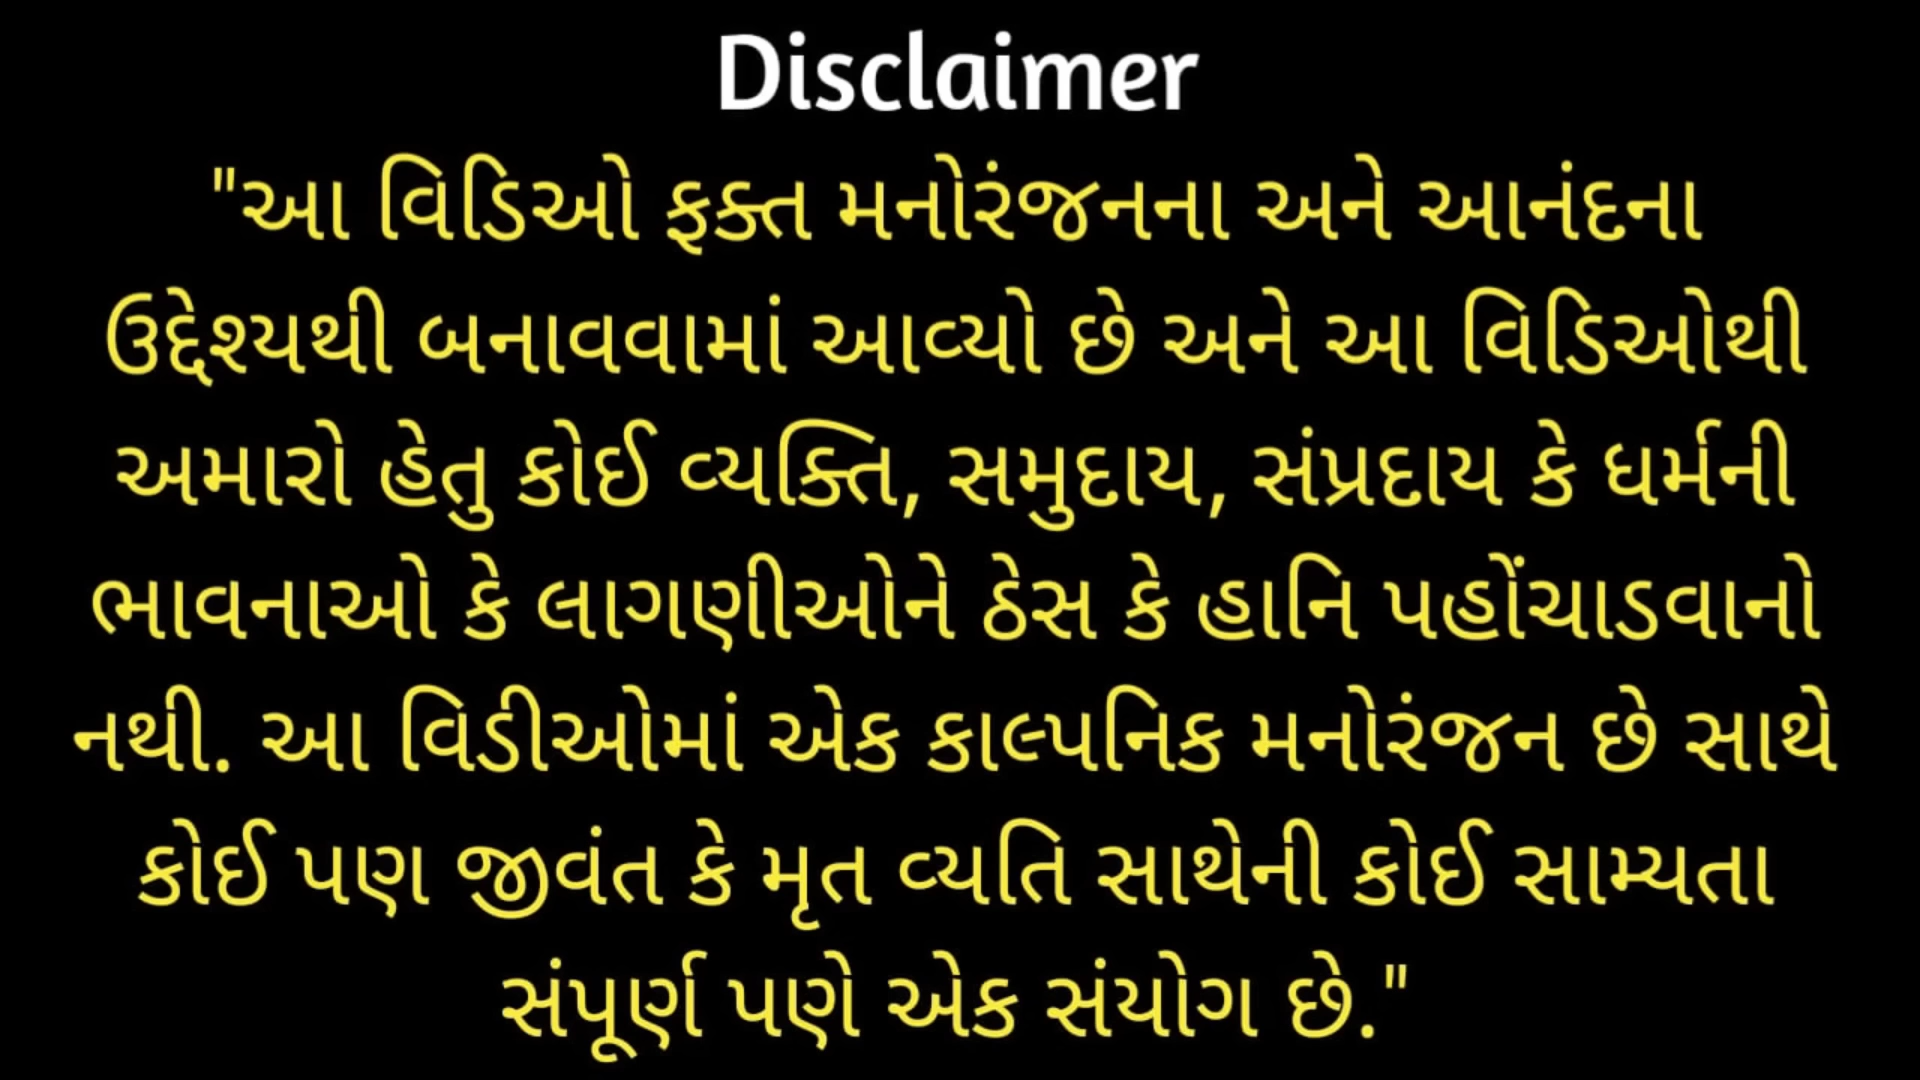 Disclaimer
"આ વિડિઓ ફક્ત મનોરંજનના અને આનંદના
ઉદ્દેશ્યથી બનાવવામાં આવ્યો છે અને આ વિડિઓથી
અમારો હેતુ કોઈ વ્યક્તિ, સમુદાય, સંપ્રદાય કે ધર્મની
ભાવનાઓ કે લાગણીઓને ઠેસ કે હાનિ પહોંચાડવાનો
નથી. આ વિડીઓમાં એક કાલ્પનિક મનોરંજન છે સાથે
કોઈ પણ જીવંત કે મૃત વ્યતિ સાથેની કોઈ સામ્યતા
સંપૂર્ણ પણે એક સંયોગ છે."